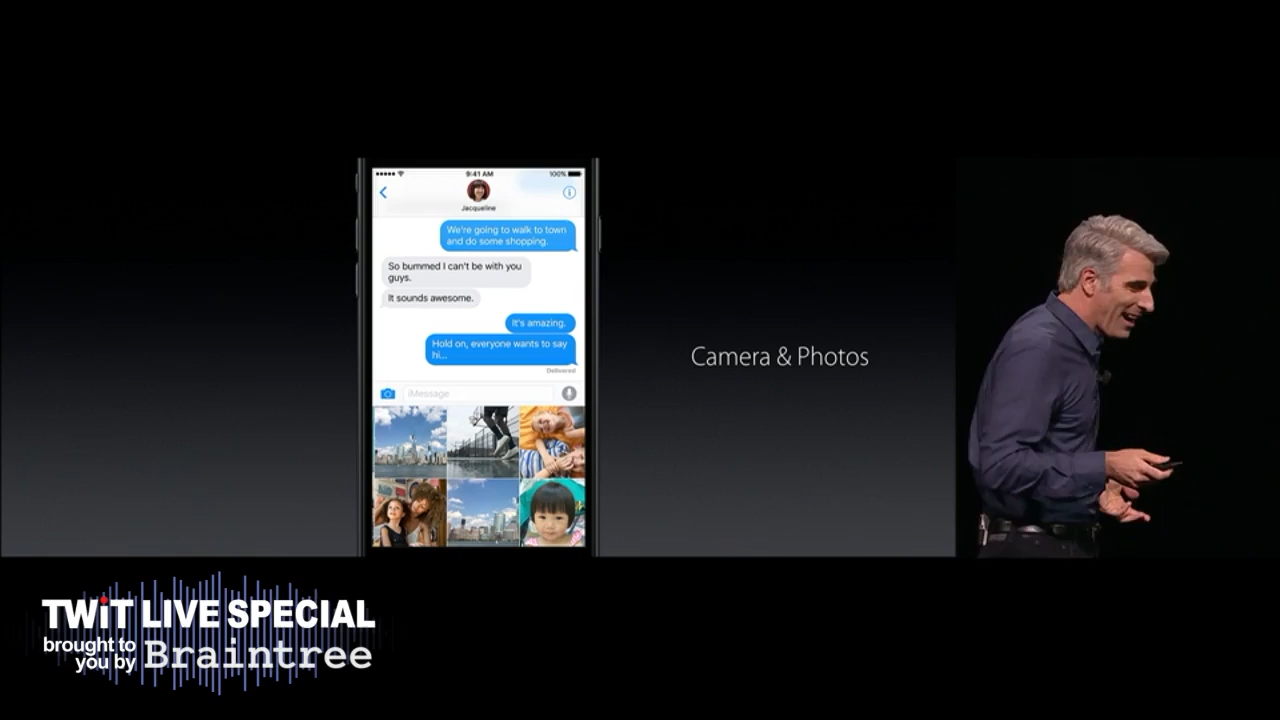 9:41 AM
100%
Jacqueline
We're going to walk to town
and do some shopping.
So bummed I can't be with you
guys.
It sounds awesome.
It's amazing.
Hold on, everyone wants to say
hi...
Delivered
iMessage
Camera & Photos
TWiT LIVE SPECIAL
brought to
you by Braintree